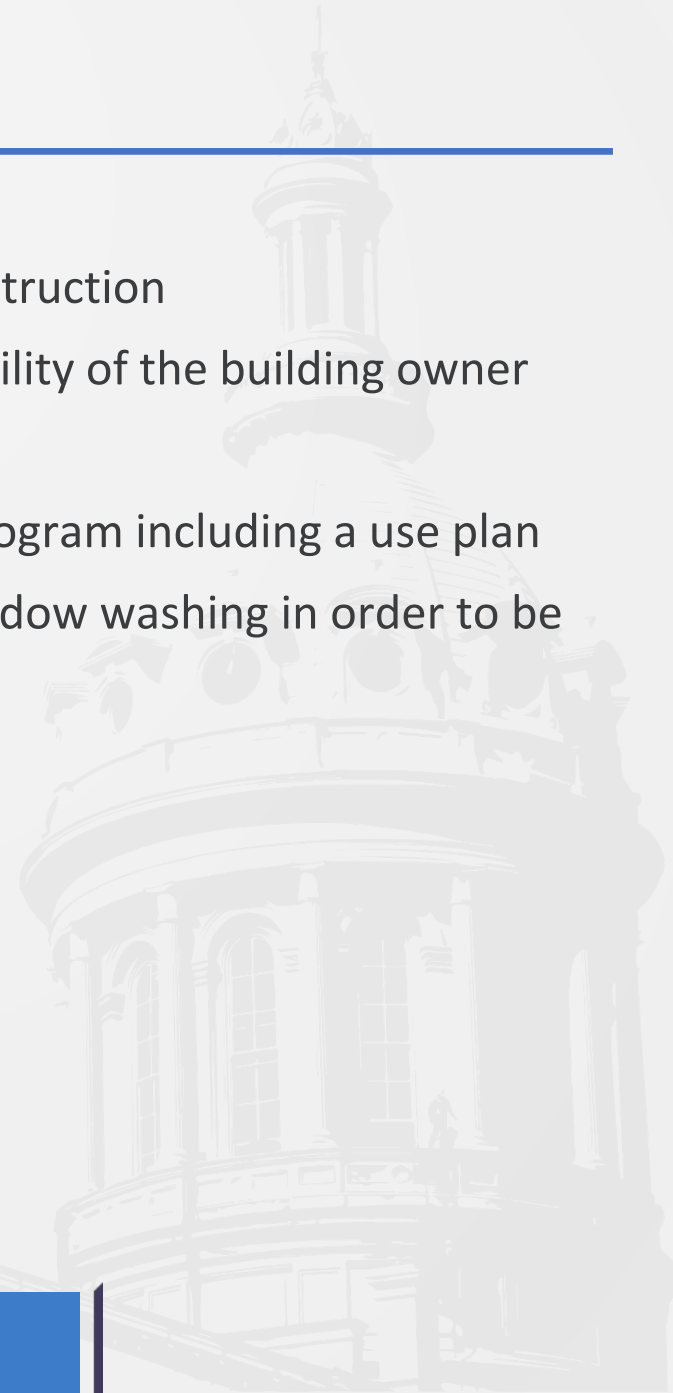 truction
ility of the building owner
ogram including a use plan
dow washing in order to be